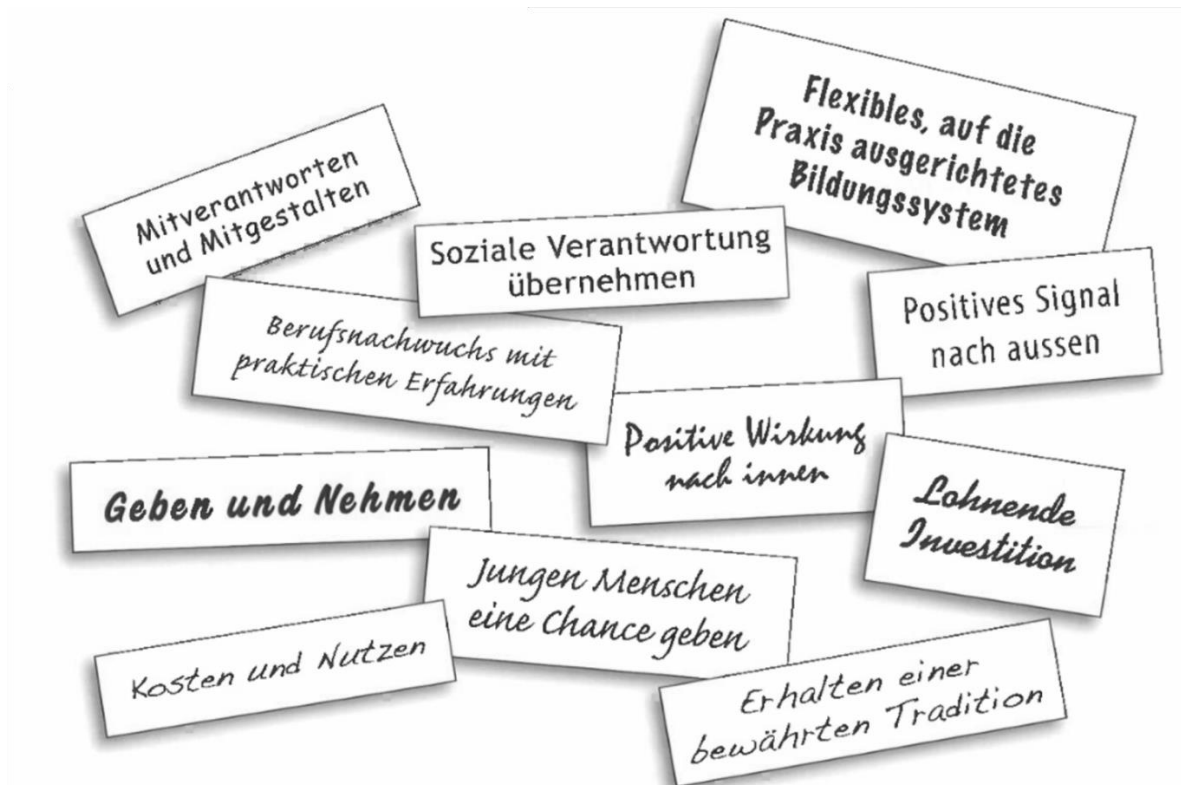 Flexibles, auf die
Praxis ausgerichtetes
Bildungssystem
Mitverantworten
und Mitgestalten
Soziale Verantwortung
übernehmen
Positives Signal
nach aussen
Berufsnachwuchs mit
praktischen Erfahrungen
Positive Wirkung
nach innen
Geben und Nehmen
Lohnende
Investition
Jungen Menschen
eine Chance geben
Kosten und Nutzen
Erhalten einer
bewährten Tradition